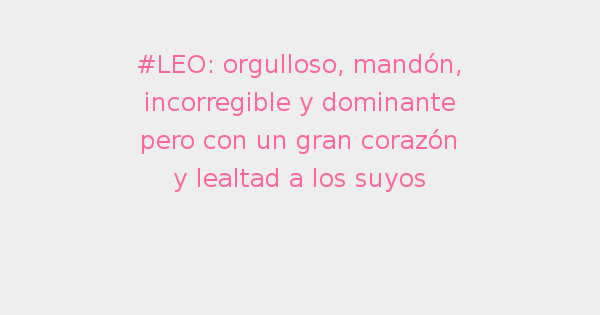 #LEO: orgulloso, mandón,
incorregible y dominante
pero con un gran corazón
y lealtad a los suyos